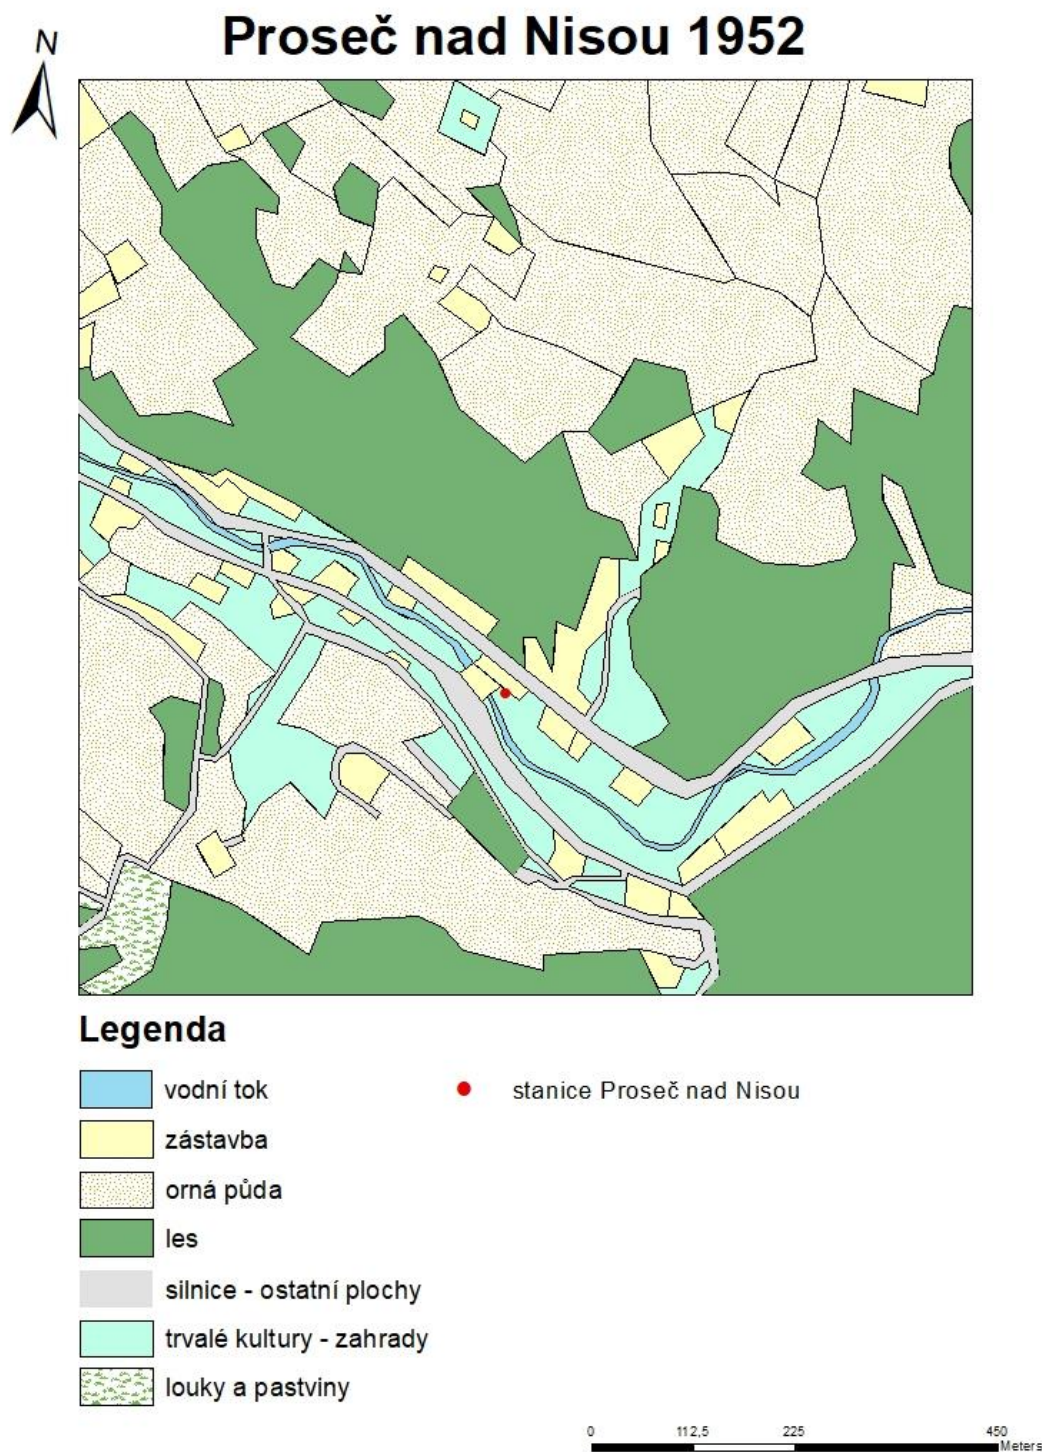 Proseč nad Nisou 1952
N
Legenda
vodní tok
stanice Proseč nad Nisou
zástavba
orná půda
les
silnice - ostatní plochy
trvalé kultury - zahrady
louky a pastviny
0 112,5 225 450
Meters